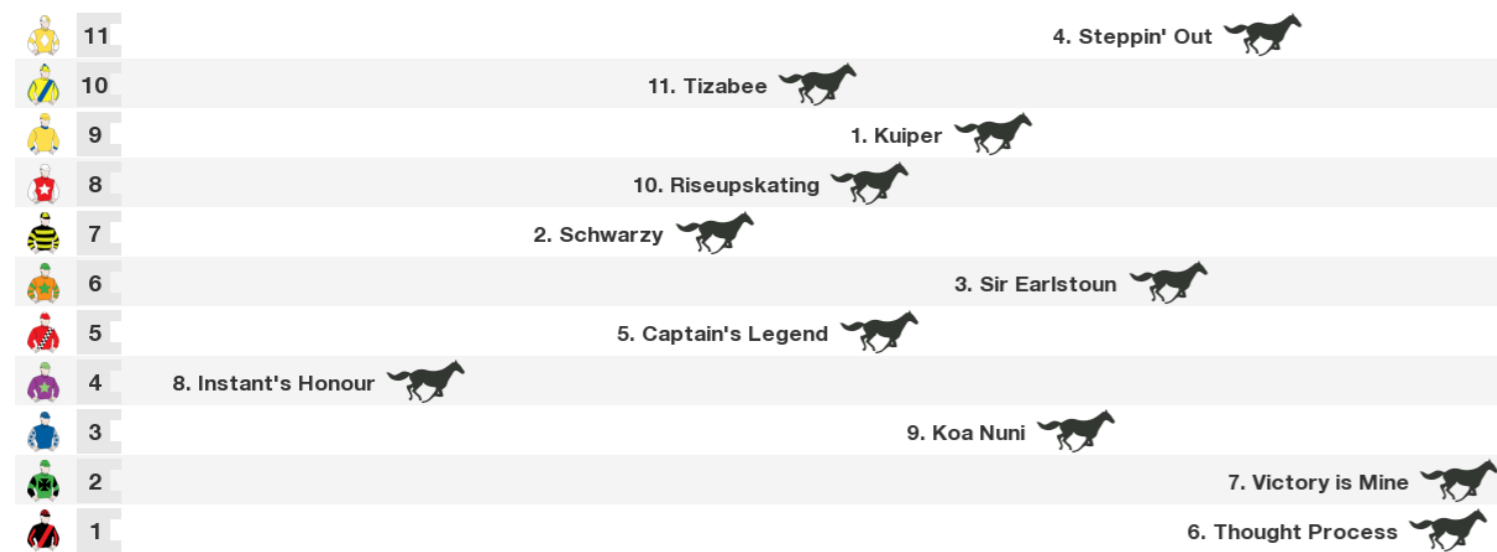 11 4. Steppin' Out
10 11. Tizabee
9 1. Kuiper
8 10. Riseupskating
7 2. Schwarzy
6 3. Sir Earlstoun
5 5. Captain's Legend
4 8. Instant's Honour
3 9. Koa Nuni
2 7. Victory is Mine
1 6. Thought Process